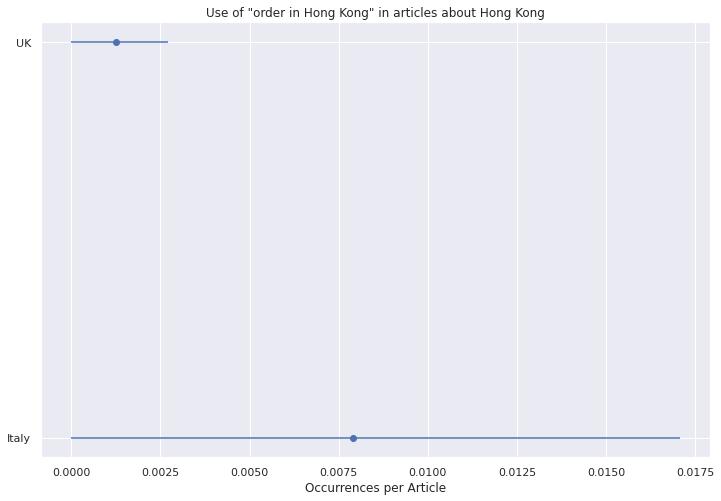 Use of "order in Hong Kong" in articles about Hong Kong
UK
Italy
0.0000 0.0025 0.0050 0.0075 0.0100 0.0125 0.0150 0.0175
Occurrences per Article